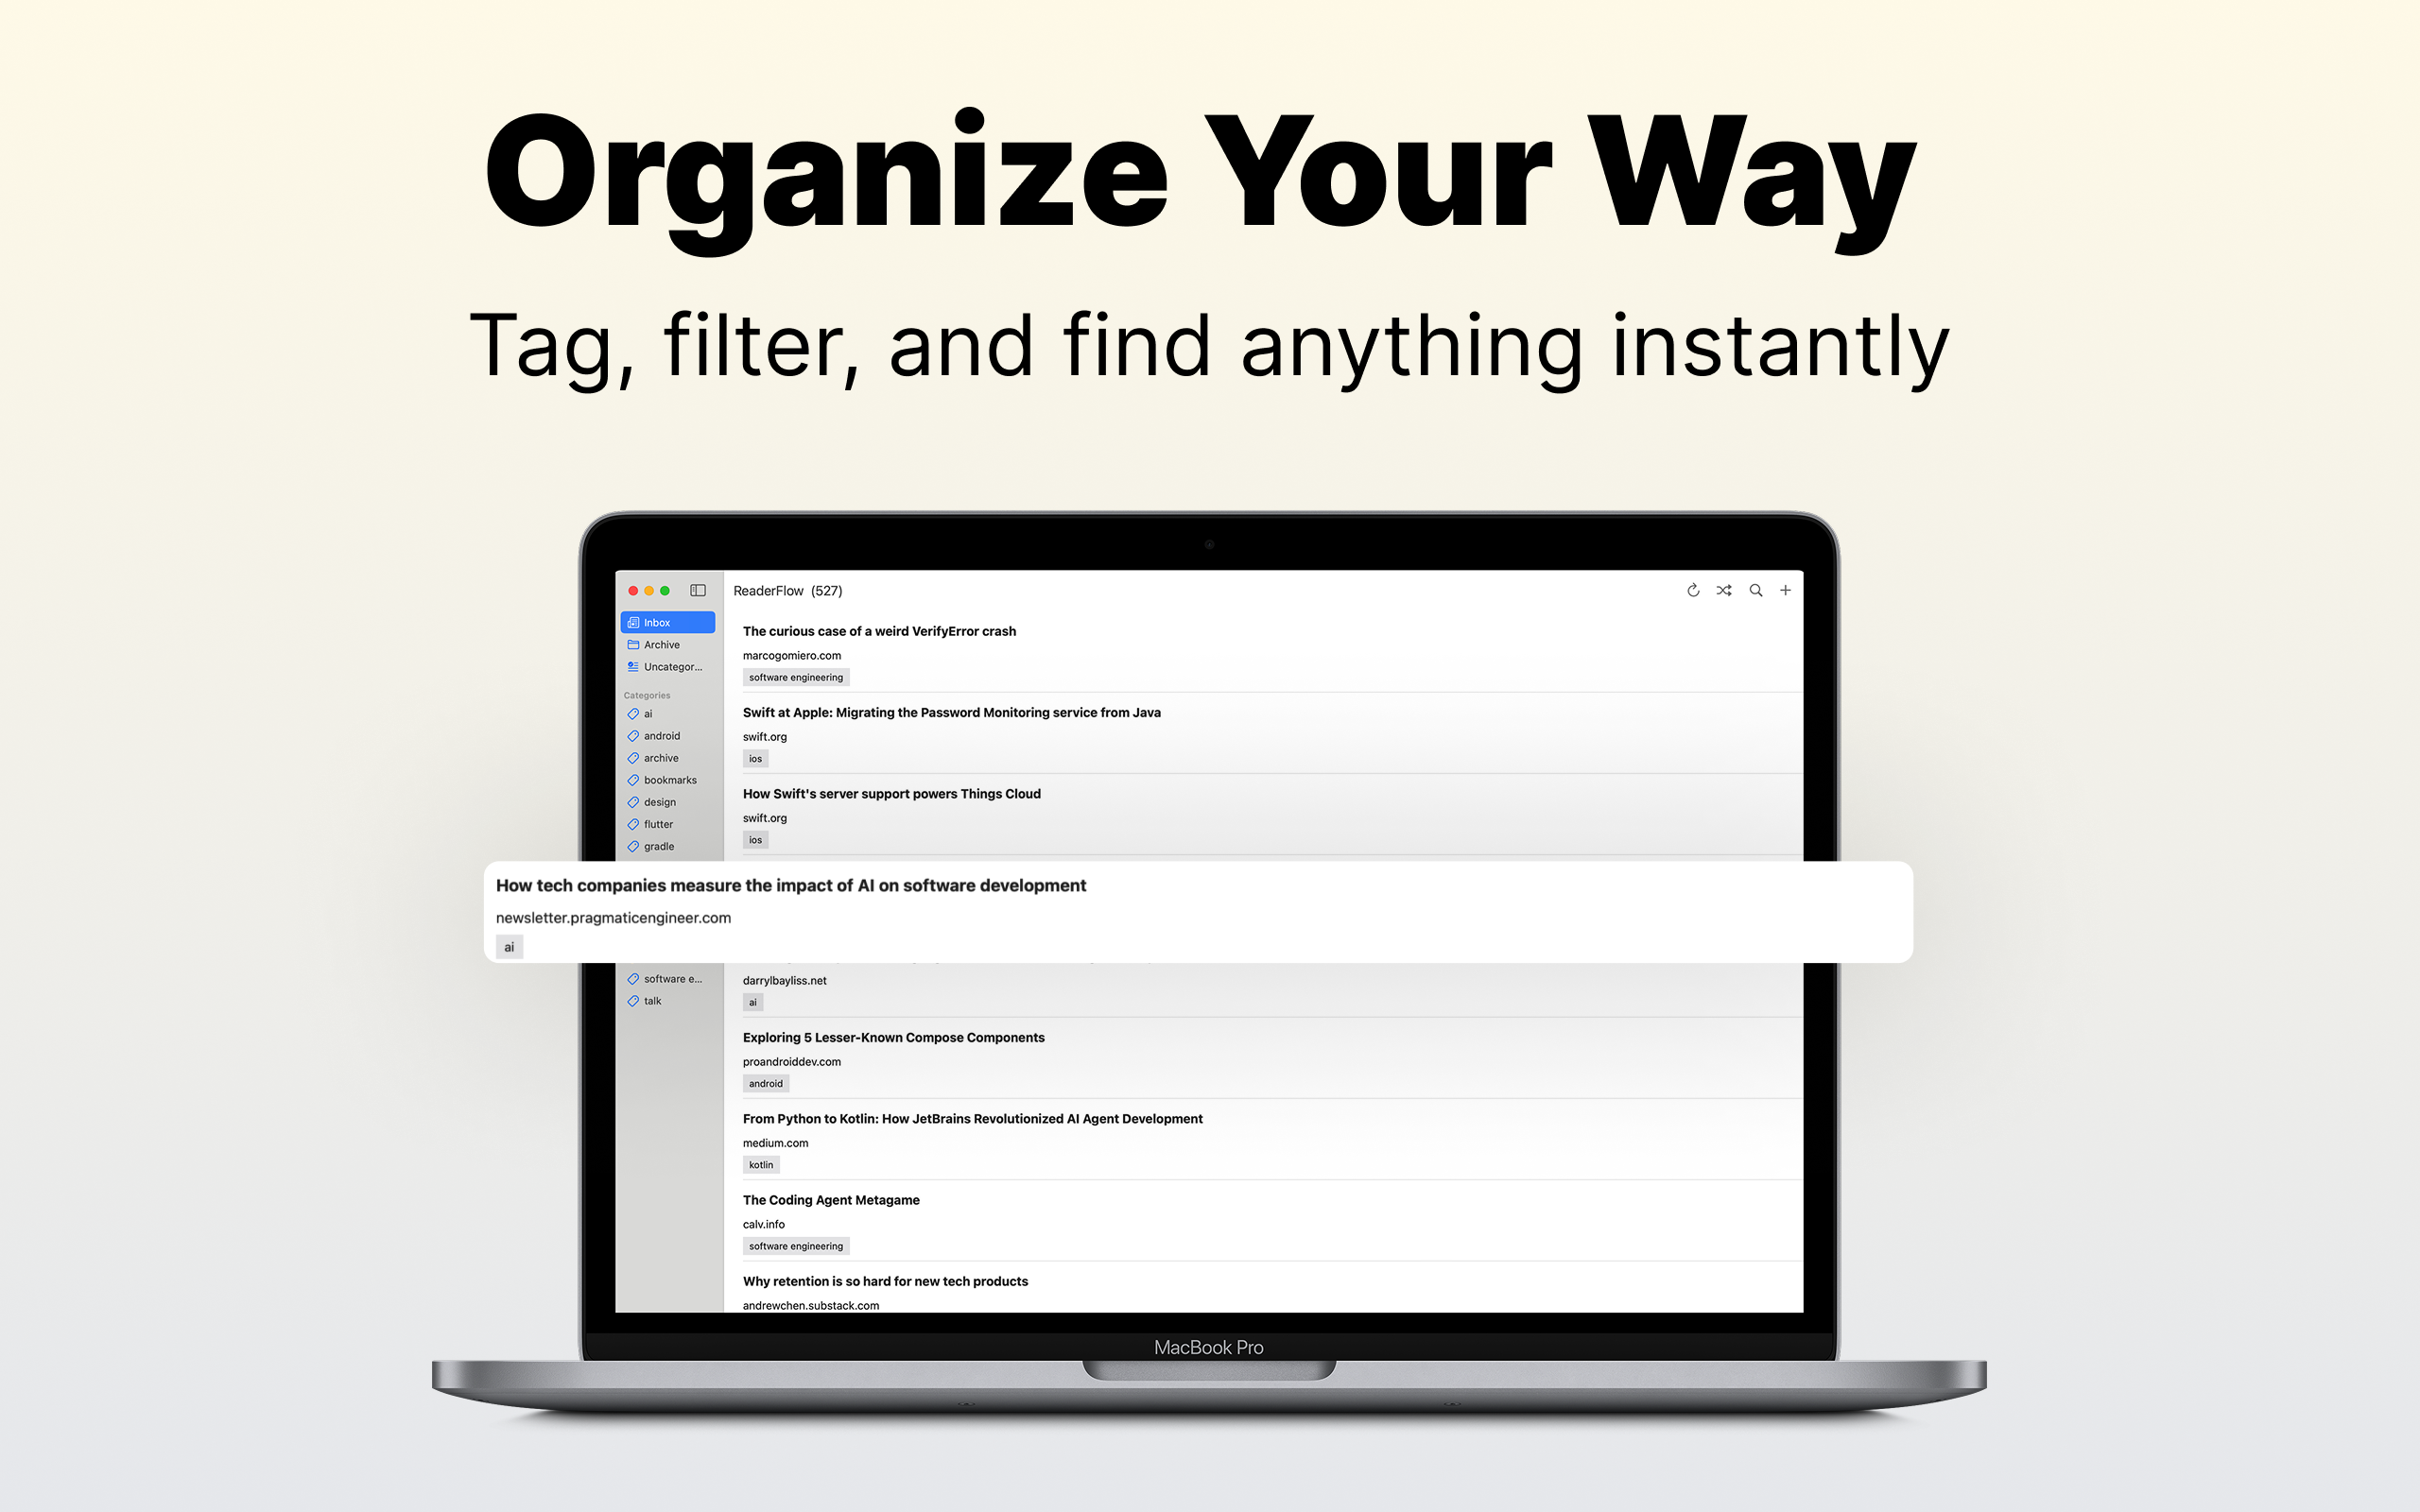 Organize Your Way
Tag, filter, and find anything instantly
ReaderFlow (527)
Inbox
Archive
Uncategor...
Categories
ai
android
archive
bookmarks
design
flutter
gradle
software e...
talk
The curious case of a weird VerifyError crash
marcogomiero.com
software engineering
Swift at Apple: Migrating the Password Monitoring service from Java
swift.org
ios
How Swift's server support powers Things Cloud
swift.org
ios
How tech companies measure the impact of AI on software development
newsletter.pragmaticengineer.com
ai
darrylbayliss.net
ai
Exploring 5 Lesser-Known Compose Components
proandroiddev.com
android
From Python to Kotlin: How JetBrains Revolutionized AI Agent Development
medium.com
kotlin
The Coding Agent Metagame
calv.info
software engineering
Why retention is so hard for new tech products
andrewchen.substack.com
MacBook Pro